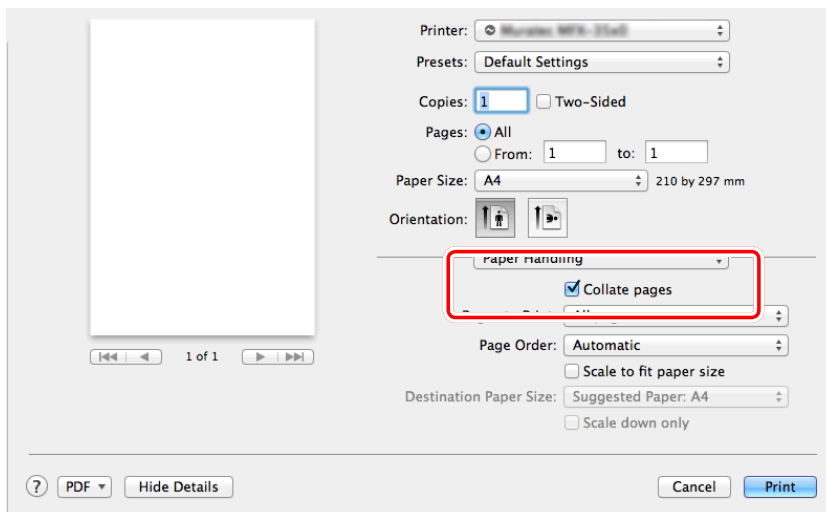 Printer:
Presets: Default Settings
Copies: 1 Two-Sided
Pages: All
From: 1 to: 1
Paper Size: A4 210 by 297 mm
Orientation:
Paper Handling
Collate pages
Page Order: Automatic
Scale to fit paper size
Destination Paper Size: Suggested Paper: A4
Scale down only
1 of 1
? PDF Hide Details Cancel Print